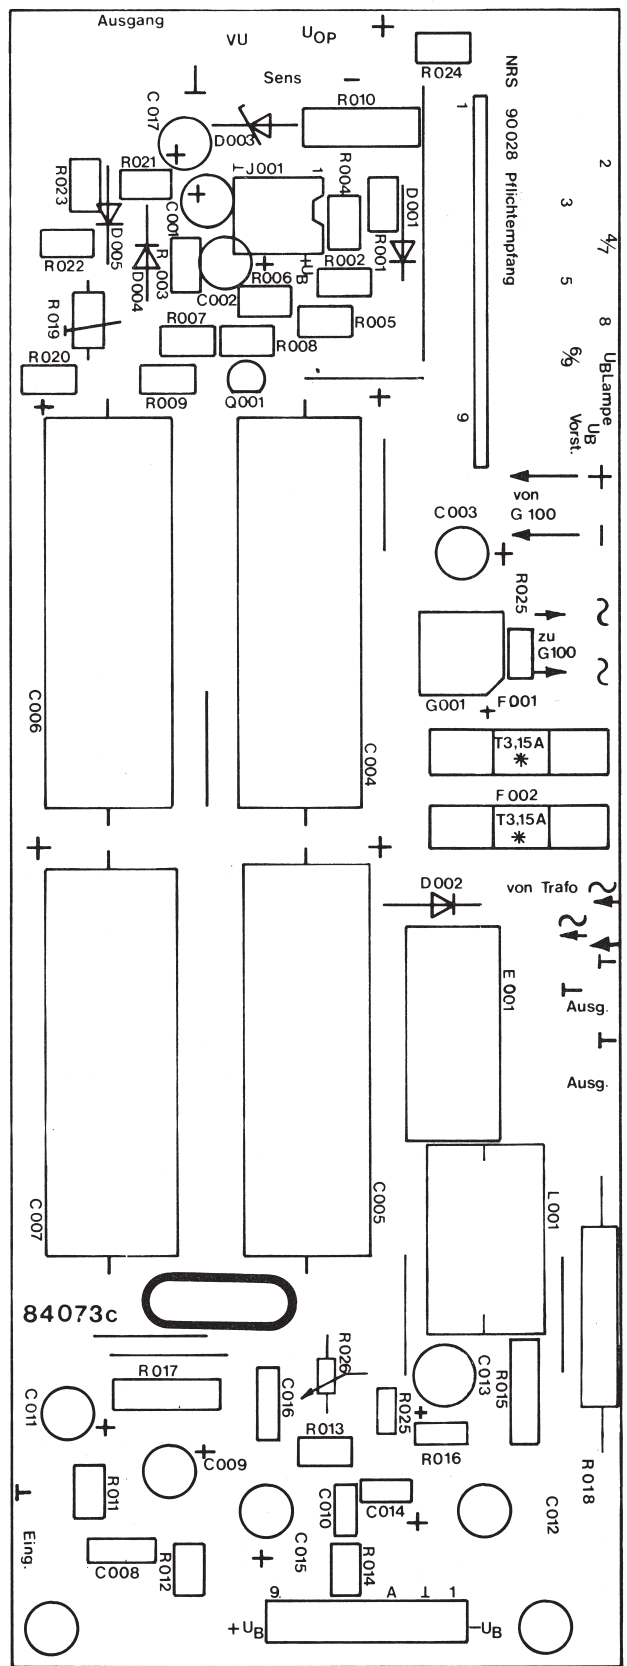 Ausgang
VU
UOP
+
⊥
Sens
−
R024
NRS 90028 Pflichtempfang
C017
D003
R010
1
2
3
4/7
5
8
6/9
UB Lampe
UB
Vorst.
R023
R021
+
T
J001
1
R004
D001
R022
D005
C001
+
R003
D004
C002
+
+UB
R006
R002
R001
R019
R007
R008
R005
R020
R009
Q001
+
+
9
+
von
G 100
−
C003
+
R025
zu
G100
~
~
G001
+
F001
C006
C004
T3,15A
*
F002
T3,15A
*
+
+
D002
von Trafo
~
~
E001
Ausg.
Ausg.
C007
C005
L001
84073c
R026
R017
C016
C013
R015
C011
+
R025
+
R013
R016
+
C009
R011
R018
⊥
C010
C014
+
C012
Eing.
C008
R012
C015
+
R014
9
A
⊥
1
+UB
−UB